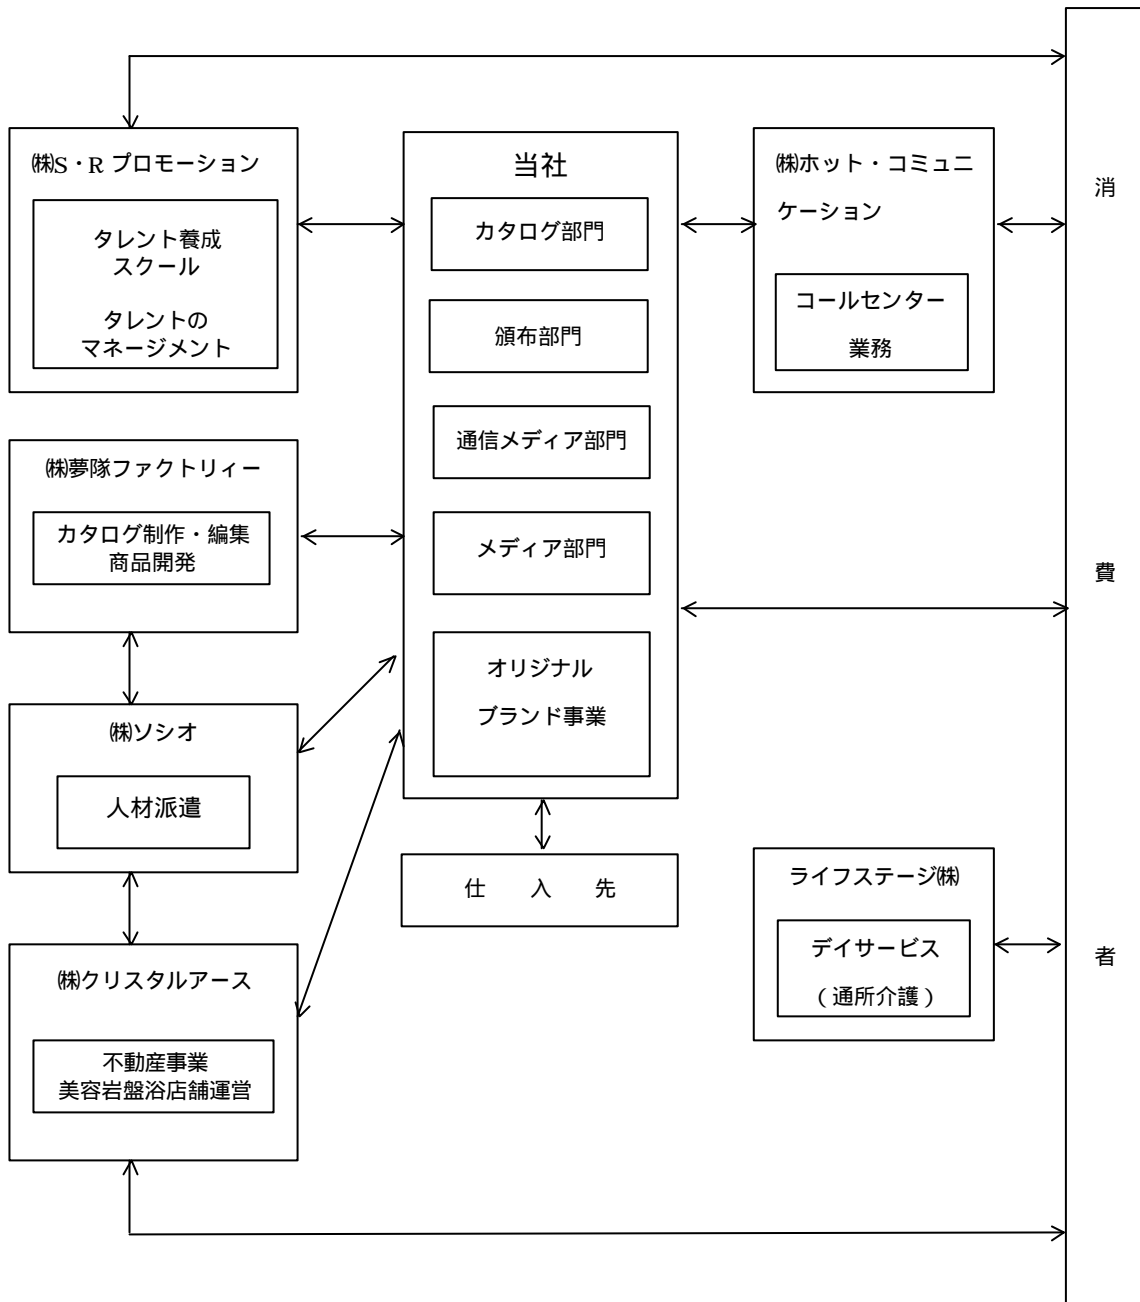 ㈱S・R プロモーション
タレント養成
スクール
タレントの
マネージメント
㈱夢隊ファクトリィー
カタログ制作・編集
商品開発
㈱ソシオ
人材派遣
㈱クリスタルアース
不動産事業
美容岩盤浴店舗運営
当社
カタログ部門
頒布部門
通信メディア部門
メディア部門
オリジナル
ブランド事業
仕 入 先
㈱ホット・コミュニ
ケーション
コールセンター
業務
ライフステージ㈱
デイサービス
(通所介護)
消
費
者